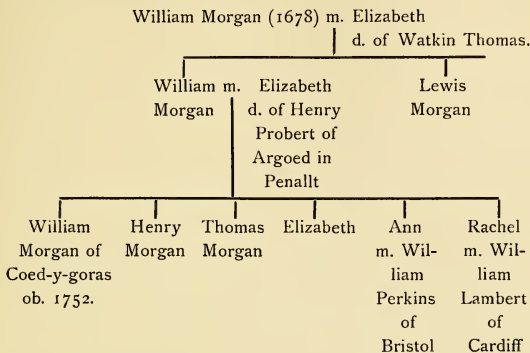 William Morgan (1678) m. Elizabeth
d. of Watkin Thomas.
William m. Elizabeth Lewis
Morgan d. of Henry Morgan
Probert of
Argoed in
Penallt
William Henry Thomas Elizabeth Ann Rachel
Morgan of Morgan Morgan m. Wil- m. Wil-
Coed-y-goras liam liam
ob. 1752. Perkins Lambert
of of
Bristol Cardiff